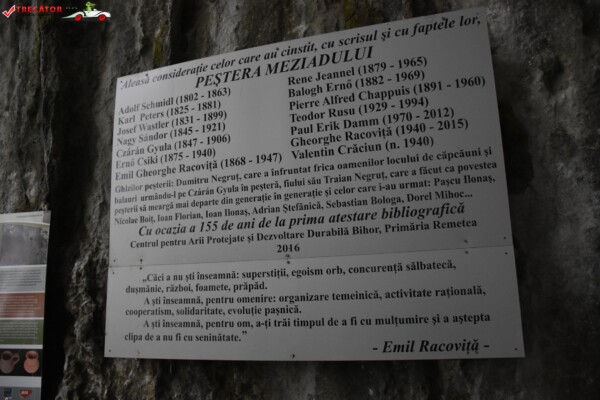 TRECATOR
Aleasă considerație celor care au cinstit, cu scrisul și cu faptele lor,
PEȘTERA MEZIADULUI
Adolf Schmidl (1802 - 1863)
Karl Peters (1825 - 1881)
Josef Wastler (1831 - 1899)
Nagy Sándor (1845 - 1921)
Czárán Gyula (1847 - 1906)
Ernő Csiki (1875 - 1940)
Emil Gheorghe Racoviță (1868 - 1947)
Rene Jeannel (1879 - 1965)
Balogh Ernő (1882 - 1969)
Pierre Alfred Chappuis (1891 - 1960)
Teodor Rusu (1929 - 1994)
Paul Erik Damm (1970 - 2012)
Gheorghe Racoviță (1940 - 2015)
Valentin Crăciun (n. 1940)
Ghizilor peșterii: Dumitru Negruț, care a înfruntat frica oamenilor locului de căpcăuni și
balauri urmându-l pe Czárán Gyula în peșteră, fiului său Traian Negruț, care a făcut ca povestea
peșterii să meargă mai departe din generație în generație și celor care i-au urmat: Pașcu Ilonaș,
Nicolae Boiț, Ioan Florian, Ioan Ilonaș, Adrian Ștefănică, Sebastian Bologa, Dorel Mihoc...
Cu ocazia a 155 de ani de la prima atestare bibliografică
Centrul pentru Arii Protejate și Dezvoltare Durabilă Bihor, Primăria Remetea
2016
„Căci a nu ști înseamnă: superstiții, egoism orb, concurență sălbatecă,
dușmănie, război, foamete, prăpăd.
A ști înseamnă, pentru omenire: organizare temeinică, activitate rațională,
cooperatism, solidaritate, evoluție pașnică.
A ști înseamnă, pentru om, a-ți trăi timpul de a fi cu mulțumire și a aștepta
clipa de a nu fi cu seninătate.”
- Emil Racoviță -